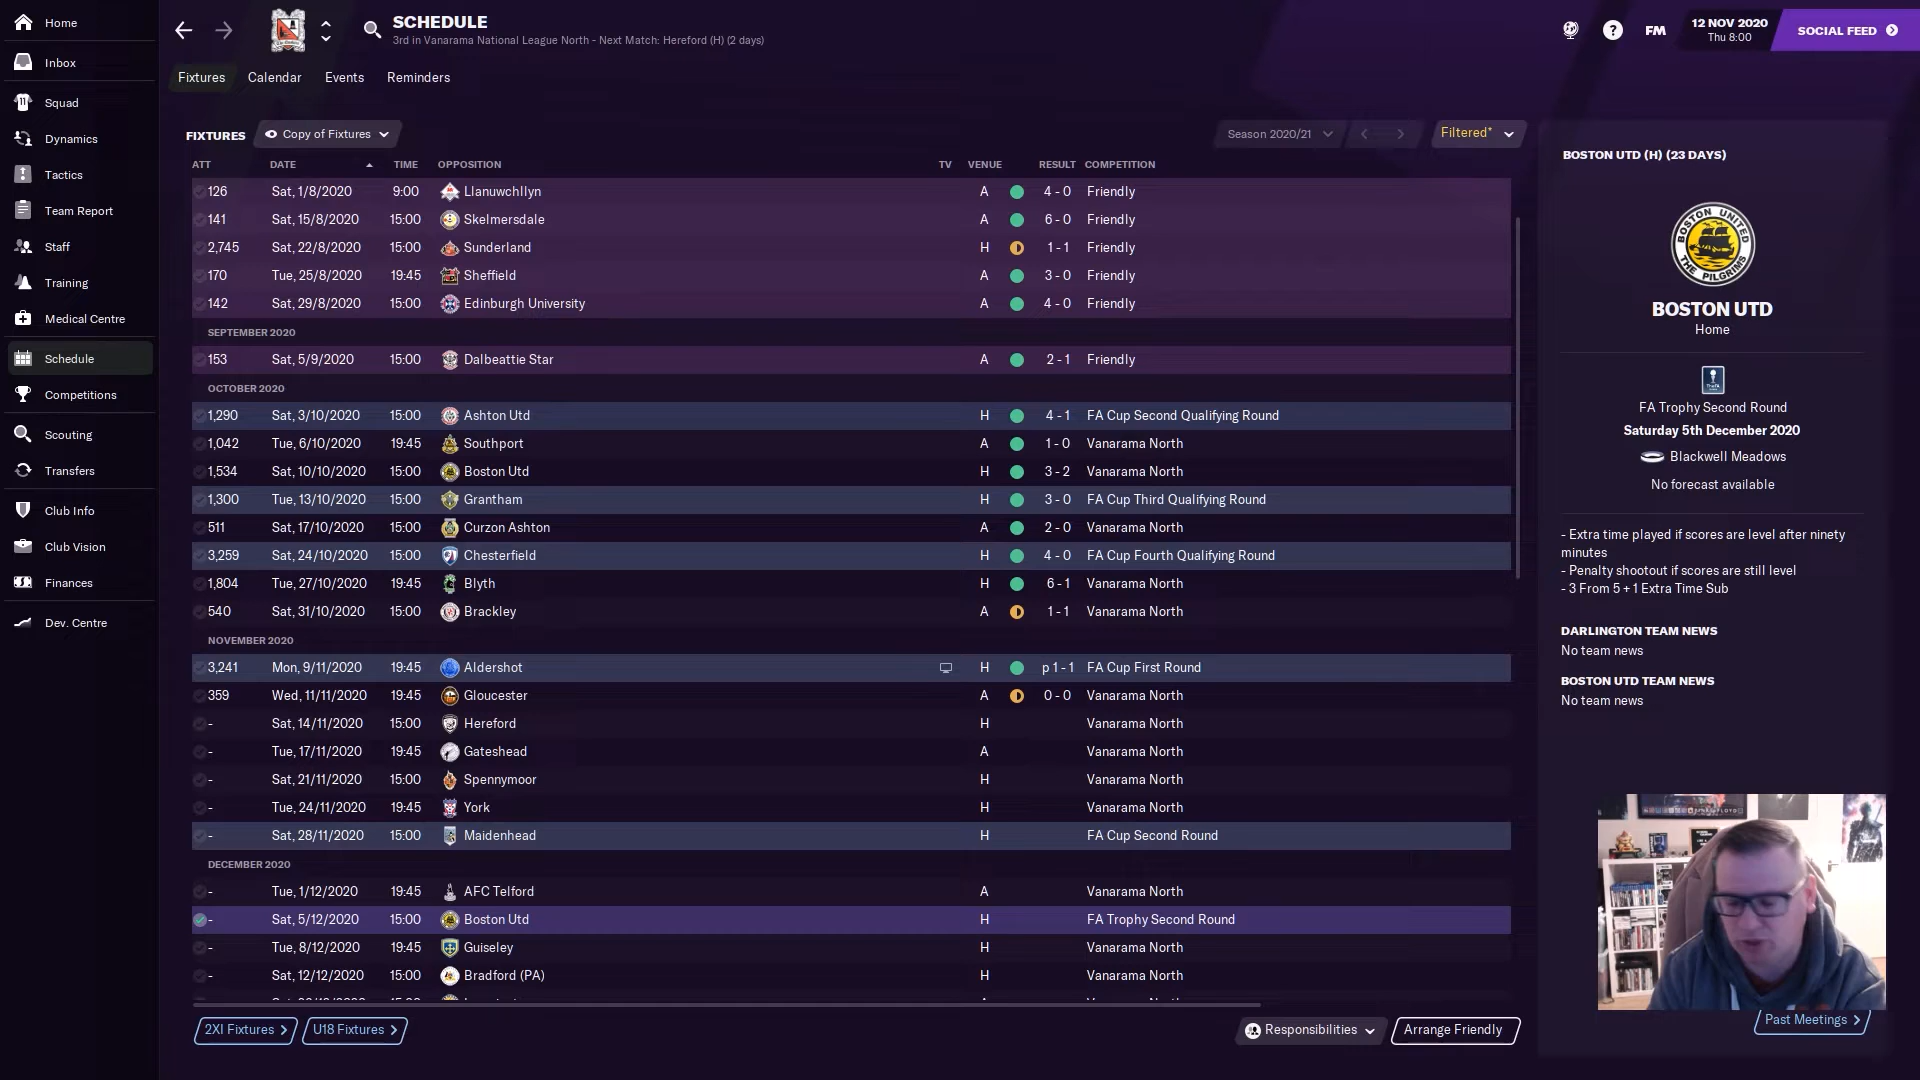 Home
Inbox
Squad
Dynamics
Tactics
Team Report
Staff
Training
Medical Centre
Schedule
Competitions
Scouting
Transfers
Club Info
Club Vision
Finances
Dev. Centre
SCHEDULE
3rd in Vanarama National League North - Next Match: Hereford (H) (2 days)
FM
12 NOV 2020
Thu 8:00
SOCIAL FEED
Fixtures Calendar Events Reminders
FIXTURES Copy of Fixtures Season 2020/21 Filtered*
ATT DATE TIME OPPOSITION TV VENUE RESULT COMPETITION
126 Sat, 1/8/2020 9:00 Llanuwchllyn A 4 - 0 Friendly
141 Sat, 15/8/2020 15:00 Skelmersdale A 6 - 0 Friendly
2,745 Sat, 22/8/2020 15:00 Sunderland H 1 - 1 Friendly
170 Tue, 25/8/2020 19:45 Sheffield A 3 - 0 Friendly
142 Sat, 29/8/2020 15:00 Edinburgh University A 4 - 0 Friendly
SEPTEMBER 2020
153 Sat, 5/9/2020 15:00 Dalbeattie Star A 2 - 1 Friendly
OCTOBER 2020
1,290 Sat, 3/10/2020 15:00 Ashton Utd H 4 - 1 FA Cup Second Qualifying Round
1,042 Tue, 6/10/2020 19:45 Southport A 1 - 0 Vanarama North
1,534 Sat, 10/10/2020 15:00 Boston Utd H 3 - 2 Vanarama North
1,300 Tue, 13/10/2020 15:00 Grantham H 3 - 0 FA Cup Third Qualifying Round
511 Sat, 17/10/2020 15:00 Curzon Ashton A 2 - 0 Vanarama North
3,259 Sat, 24/10/2020 15:00 Chesterfield H 4 - 0 FA Cup Fourth Qualifying Round
1,804 Tue, 27/10/2020 19:45 Blyth H 6 - 1 Vanarama North
540 Sat, 31/10/2020 15:00 Brackley A 1 - 1 Vanarama North
NOVEMBER 2020
3,241 Mon, 9/11/2020 19:45 Aldershot H p 1 - 1 FA Cup First Round
359 Wed, 11/11/2020 19:45 Gloucester A 0 - 0 Vanarama North
- Sat, 14/11/2020 15:00 Hereford H Vanarama North
- Tue, 17/11/2020 19:45 Gateshead A Vanarama North
- Sat, 21/11/2020 15:00 Spennymoor H Vanarama North
- Tue, 24/11/2020 19:45 York H Vanarama North
- Sat, 28/11/2020 15:00 Maidenhead H FA Cup Second Round
DECEMBER 2020
- Tue, 1/12/2020 19:45 AFC Telford A Vanarama North
- Sat, 5/12/2020 15:00 Boston Utd H FA Trophy Second Round
- Tue, 8/12/2020 19:45 Guiseley H Vanarama North
- Sat, 12/12/2020 15:00 Bradford (PA) H Vanarama North
2XI Fixtures U18 Fixtures Responsibilities Arrange Friendly
BOSTON UTD (H) (23 DAYS)
BOSTON UNITED
THE PILGRIMS
BOSTON UTD
Home
FA Trophy Second Round
Saturday 5th December 2020
Blackwell Meadows
No forecast available
- Extra time played if scores are level after ninety
minutes
- Penalty shootout if scores are still level
- 3 From 5 + 1 Extra Time Sub
DARLINGTON TEAM NEWS
No team news
BOSTON UTD TEAM NEWS
No team news
Past Meetings